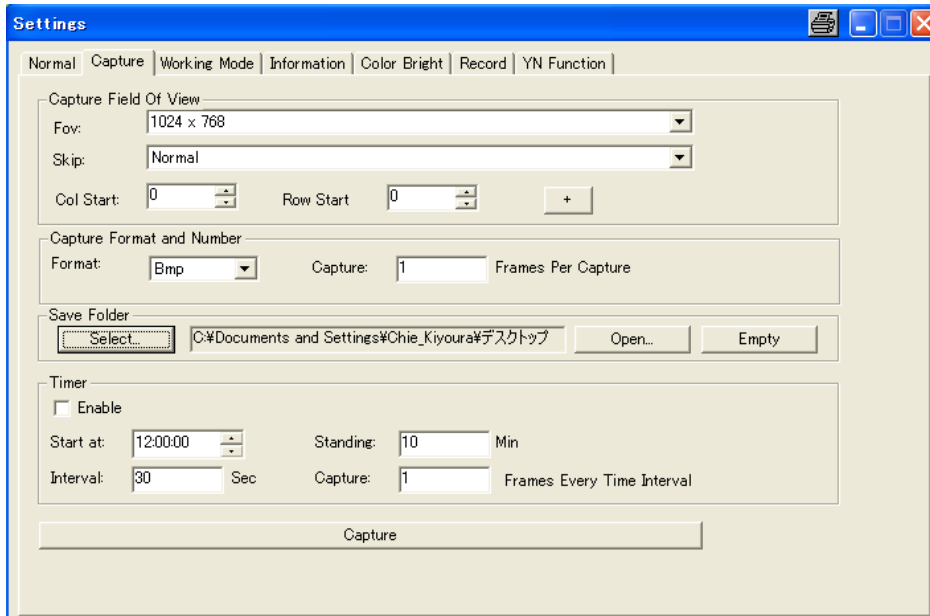 Settings
Normal Capture Working Mode Information Color Bright Record YN Function
Capture Field Of View
Fov: 1024 x 768
Skip: Normal
Col Start: 0 Row Start 0 +
Capture Format and Number
Format: Bmp Capture: 1 Frames Per Capture
Save Folder
Select... C:¥Documents and Settings¥Chie_Kiyoura¥デスクトップ Open... Empty
Timer
Enable
Start at: 12:00:00 Standing: 10 Min
Interval: 30 Sec Capture: 1 Frames Every Time Interval
Capture